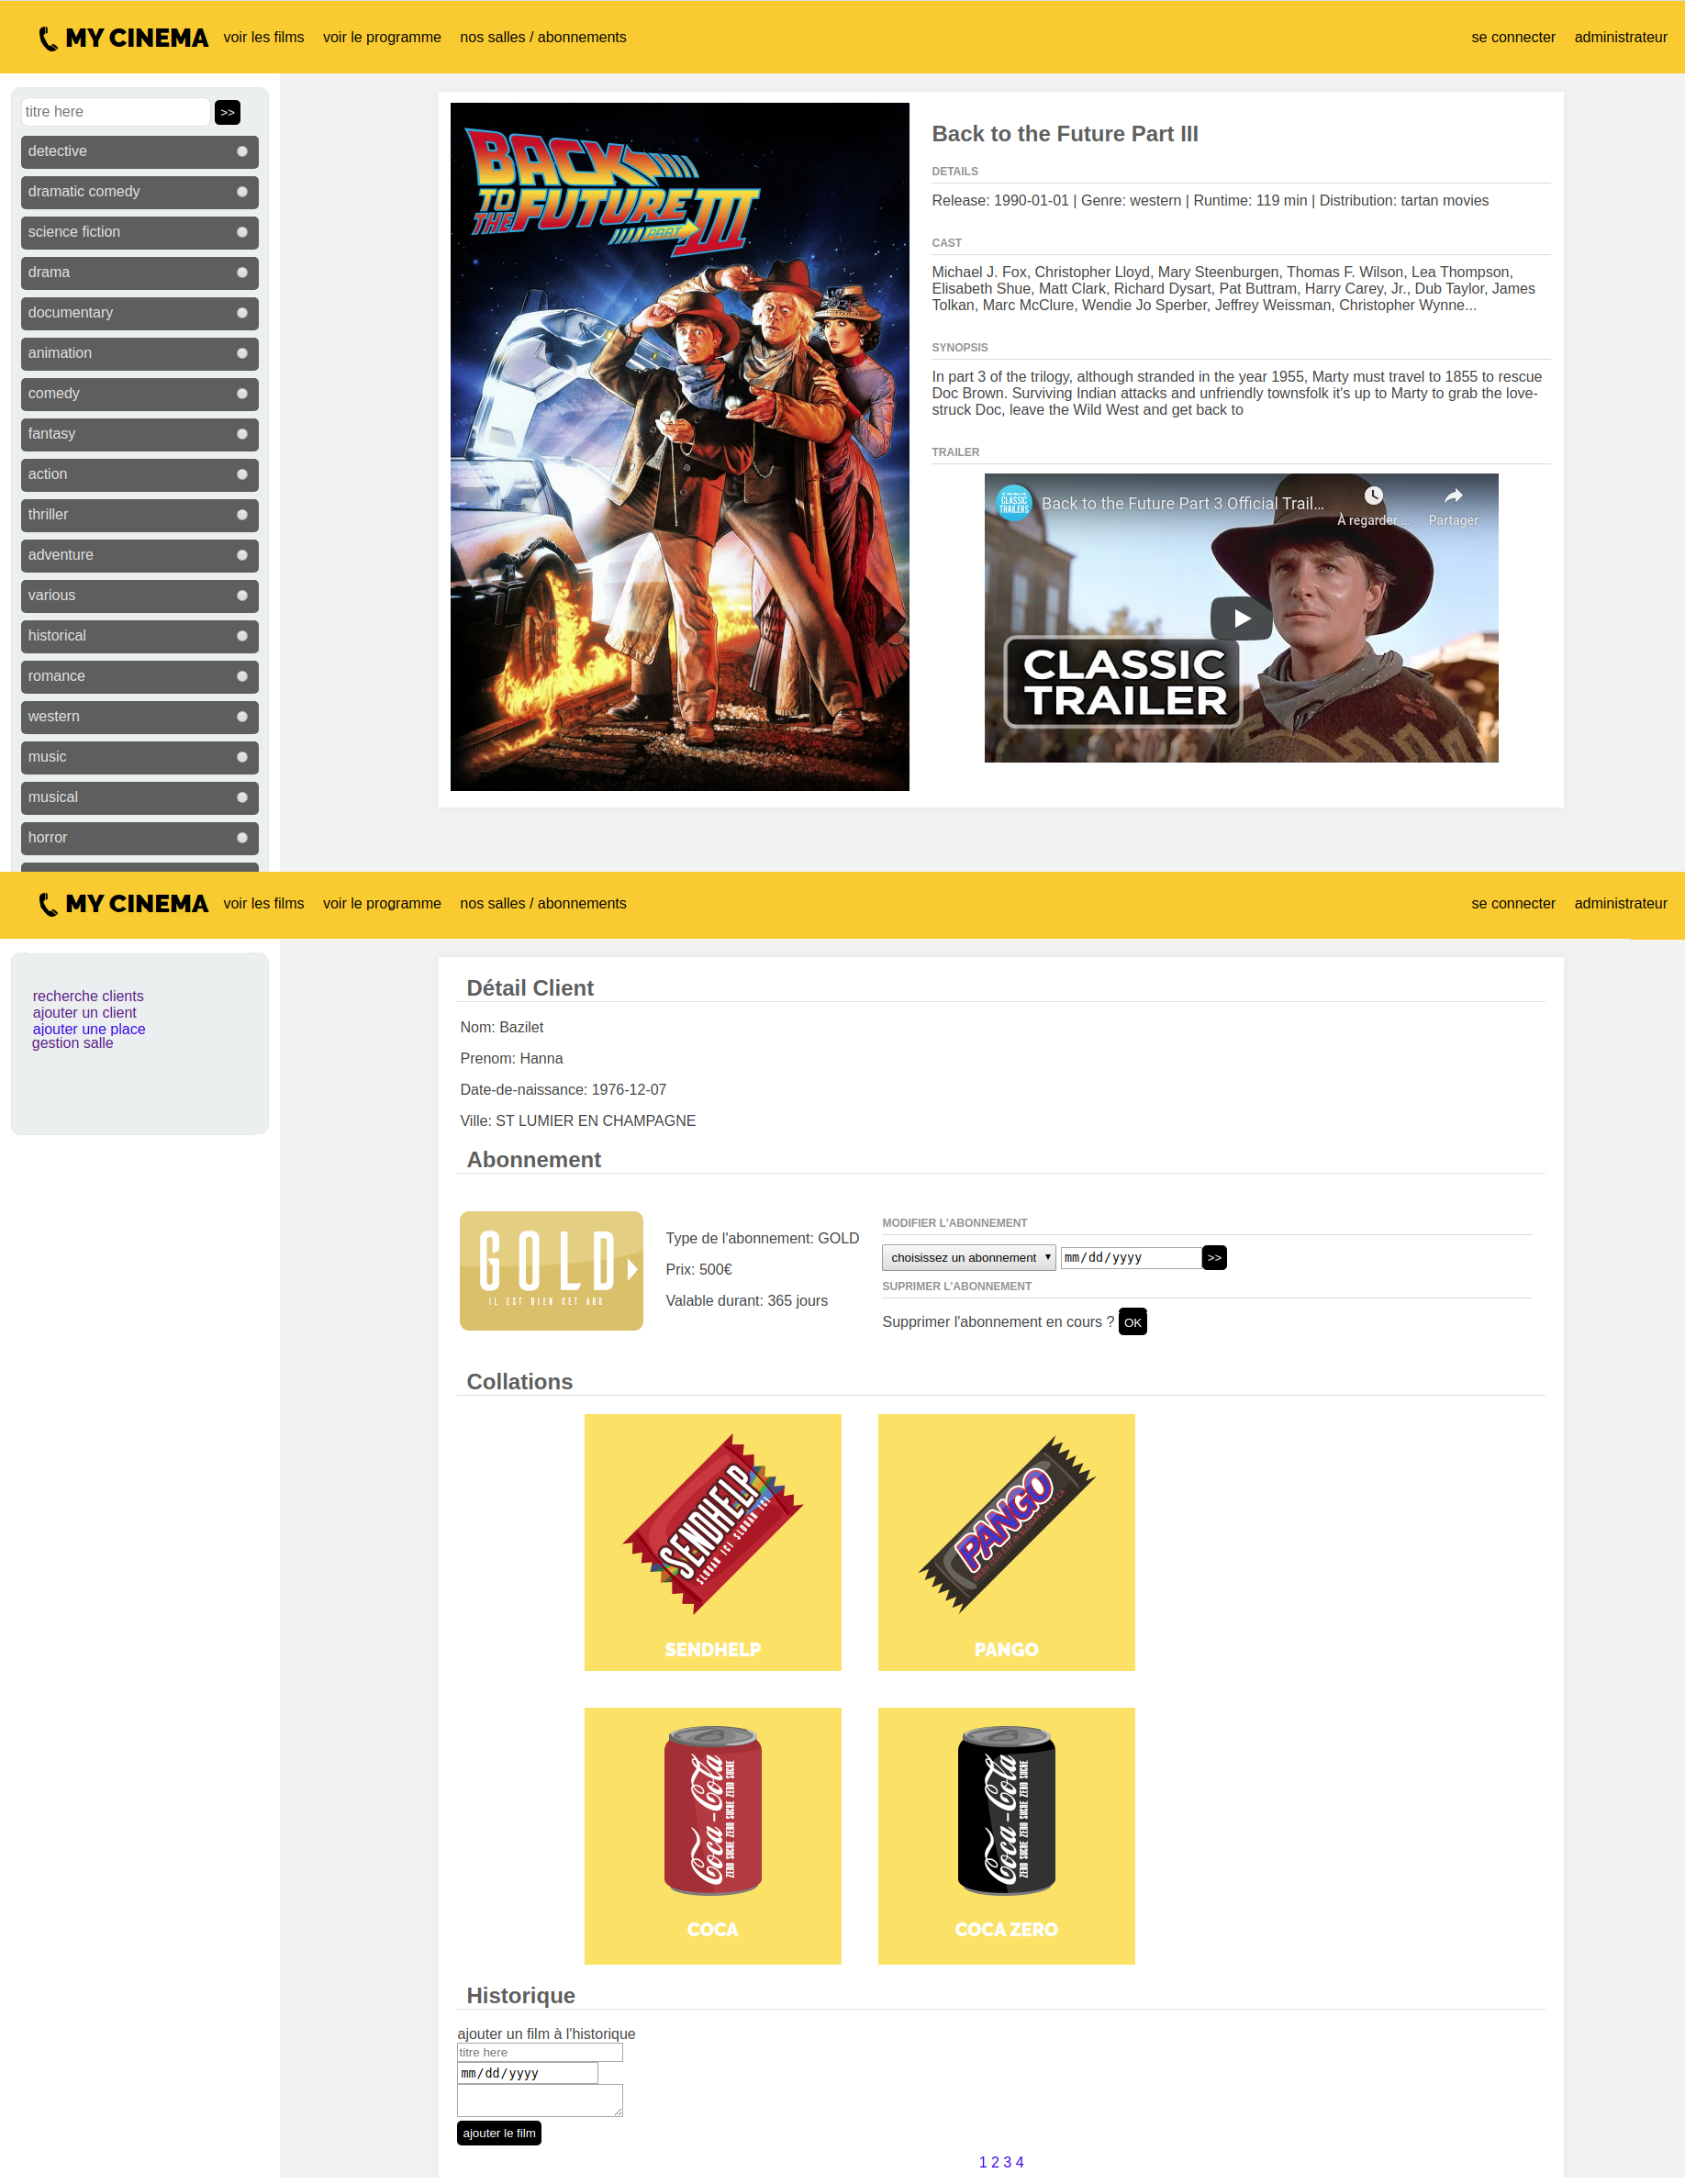 MY CINEMA voir les films voir le programme nos salles / abonnements se connecter administrateur
titre here >>
detective
dramatic comedy
science fiction
drama
documentary
animation
comedy
fantasy
action
thriller
adventure
various
historical
romance
western
music
musical
horror
BACK
TO THE FUTURE
PART III
Back to the Future Part III
DETAILS
Release: 1990-01-01 | Genre: western | Runtime: 119 min | Distribution: tartan movies
CAST
Michael J. Fox, Christopher Lloyd, Mary Steenburgen, Thomas F. Wilson, Lea Thompson,
Elisabeth Shue, Matt Clark, Richard Dysart, Pat Buttram, Harry Carey, Jr., Dub Taylor, James
Tolkan, Marc McClure, Wendie Jo Sperber, Jeffrey Weissman, Christopher Wynne...
SYNOPSIS
In part 3 of the trilogy, although stranded in the year 1955, Marty must travel to 1855 to rescue
Doc Brown. Surviving Indian attacks and unfriendly townsfolk it's up to Marty to grab the love-
struck Doc, leave the Wild West and get back to
TRAILER
CLASSIC
TRAILERS
Back to the Future Part 3 Official Trail...
À regarder ... Partager
CLASSIC
TRAILER
MY CINEMA voir les films voir le programme nos salles / abonnements se connecter administrateur
recherche clients
ajouter un client
ajouter une place
gestion salle
Détail Client
Nom: Bazilet
Prenom: Hanna
Date-de-naissance: 1976-12-07
Ville: ST LUMIER EN CHAMPAGNE
Abonnement
GOLD
IL EST BIEN CET ABO
Type de l'abonnement: GOLD
Prix: 500€
Valable durant: 365 jours
MODIFIER L'ABONNEMENT
choisissez un abonnement mm/dd/yyyy >>
SUPRIMER L'ABONNEMENT
Supprimer l'abonnement en cours ? OK
Collations
SENDHELP
SLOGAN ICI SLOGAN ICI
SENDHELP
PANGO
PANGO
Coca-Cola
ZERO SUCRE ZERO SUCRE ZERO SUCRE
COCA
Coca-Cola
ZERO SUCRE ZERO SUCRE ZERO SUCRE
COCA ZERO
Historique
ajouter un film à l'historique
titre here
mm/dd/yyyy
ajouter le film
1 2 3 4